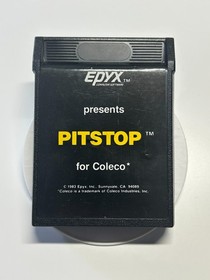 EPYX™
COMPUTER SOFTWARE
presents
PITSTOP™
for Coleco*
© 1983 Epyx, Inc., Sunnyvale, CA 94089
*Coleco is a trademark of Coleco Industries, Inc.